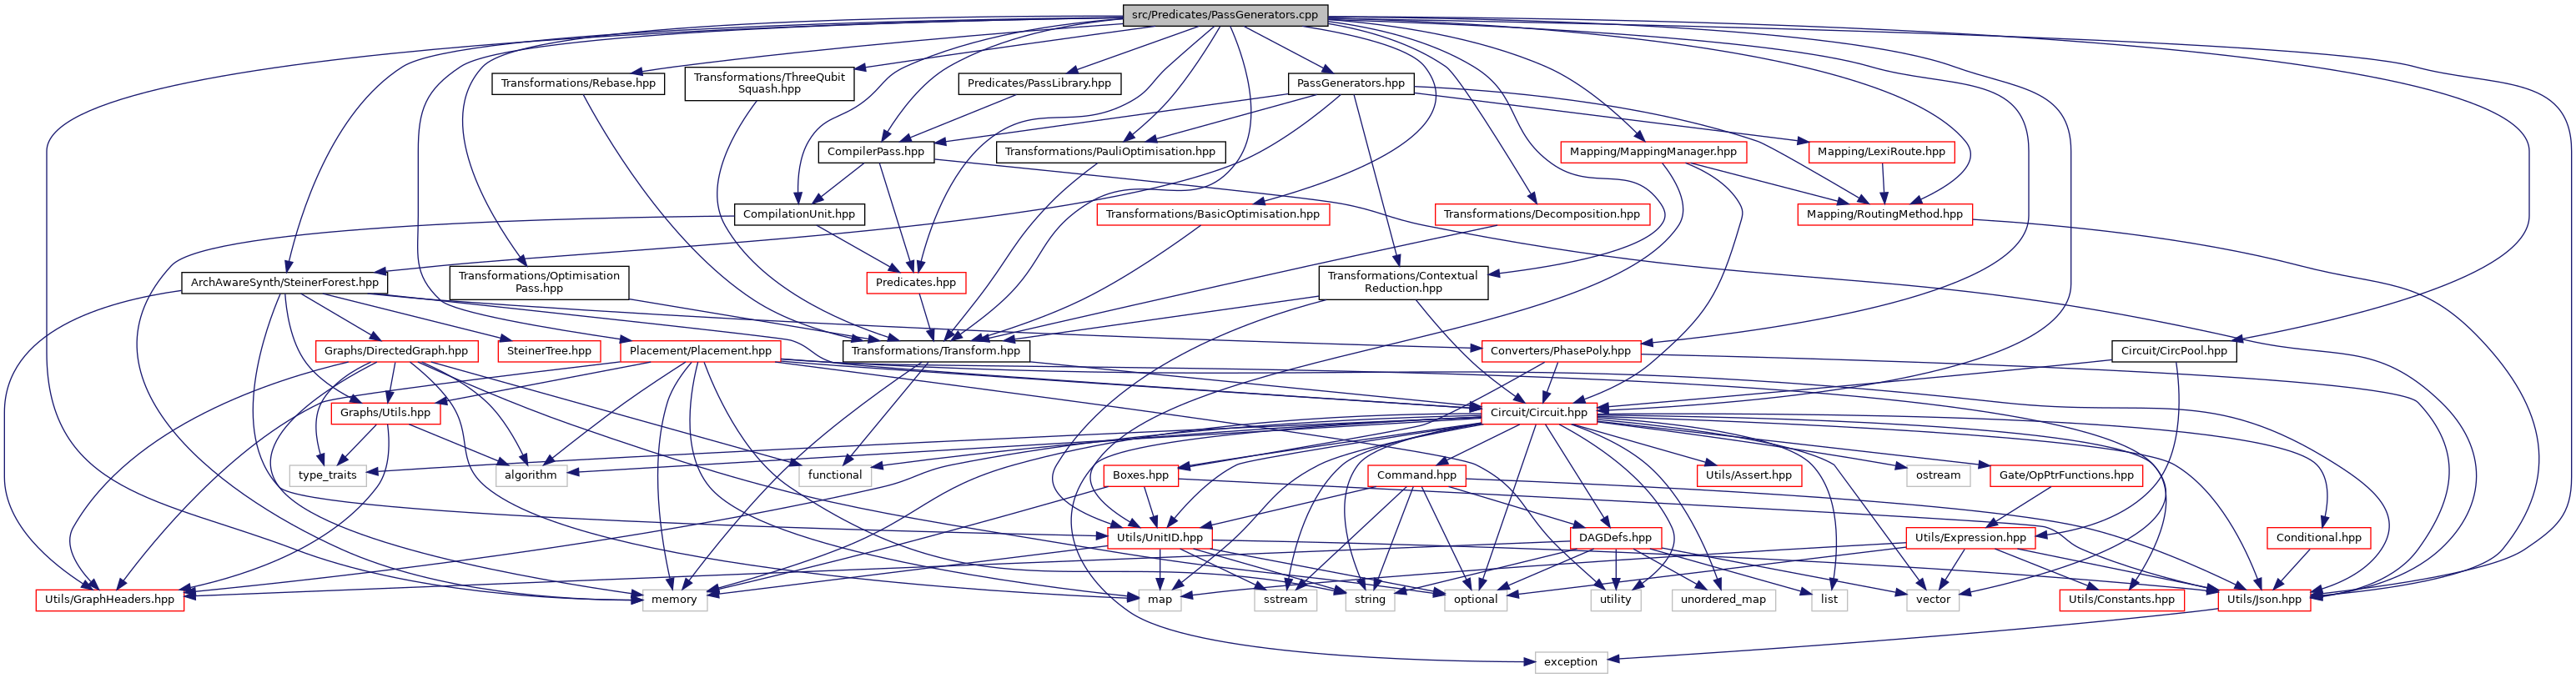 src/Predicates/PassGenerators.cpp
Transformations/Rebase.hpp
Transformations/ThreeQubit
Squash.hpp
Predicates/PassLibrary.hpp
PassGenerators.hpp
CompilerPass.hpp
Transformations/PauliOptimisation.hpp
Mapping/MappingManager.hpp
Mapping/LexiRoute.hpp
CompilationUnit.hpp
Transformations/BasicOptimisation.hpp
Transformations/Decomposition.hpp
Mapping/RoutingMethod.hpp
ArchAwareSynth/SteinerForest.hpp
Transformations/Optimisation
Pass.hpp
Predicates.hpp
Transformations/Contextual
Reduction.hpp
Graphs/DirectedGraph.hpp
SteinerTree.hpp
Placement/Placement.hpp
Transformations/Transform.hpp
Converters/PhasePoly.hpp
Circuit/CircPool.hpp
Graphs/Utils.hpp
Circuit/Circuit.hpp
type_traits
algorithm
functional
Boxes.hpp
Command.hpp
Utils/Assert.hpp
ostream
Gate/OpPtrFunctions.hpp
Utils/UnitID.hpp
DAGDefs.hpp
Utils/Expression.hpp
Conditional.hpp
Utils/GraphHeaders.hpp
memory
map
sstream
string
optional
utility
unordered_map
list
vector
Utils/Constants.hpp
Utils/Json.hpp
exception